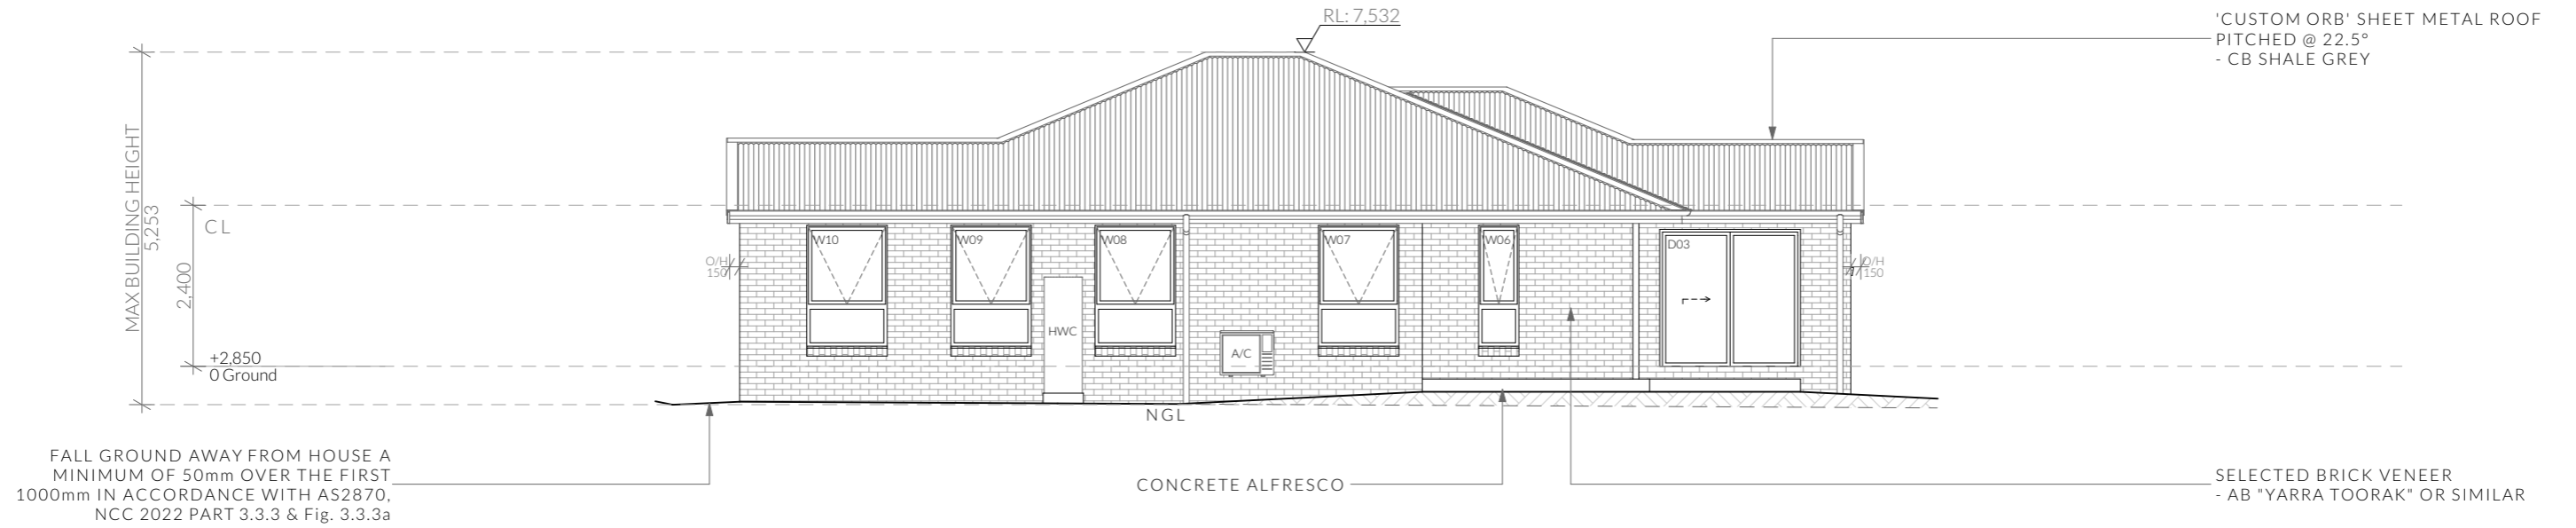 RL: 7,532
'CUSTOM ORB' SHEET METAL ROOF
PITCHED @ 22.5°
- CB SHALE GREY
MAX BUILDING HEIGHT
5,253
2,400
CL
+2,850
0 Ground
O/H
150
W10
W09
W08
W07
W06
D03
O/H
150
HWC
A/C
NGL
FALL GROUND AWAY FROM HOUSE A
MINIMUM OF 50mm OVER THE FIRST
1000mm IN ACCORDANCE WITH AS2870,
NCC 2022 PART 3.3.3 & Fig. 3.3.3a
CONCRETE ALFRESCO
SELECTED BRICK VENEER
- AB "YARRA TOORAK" OR SIMILAR